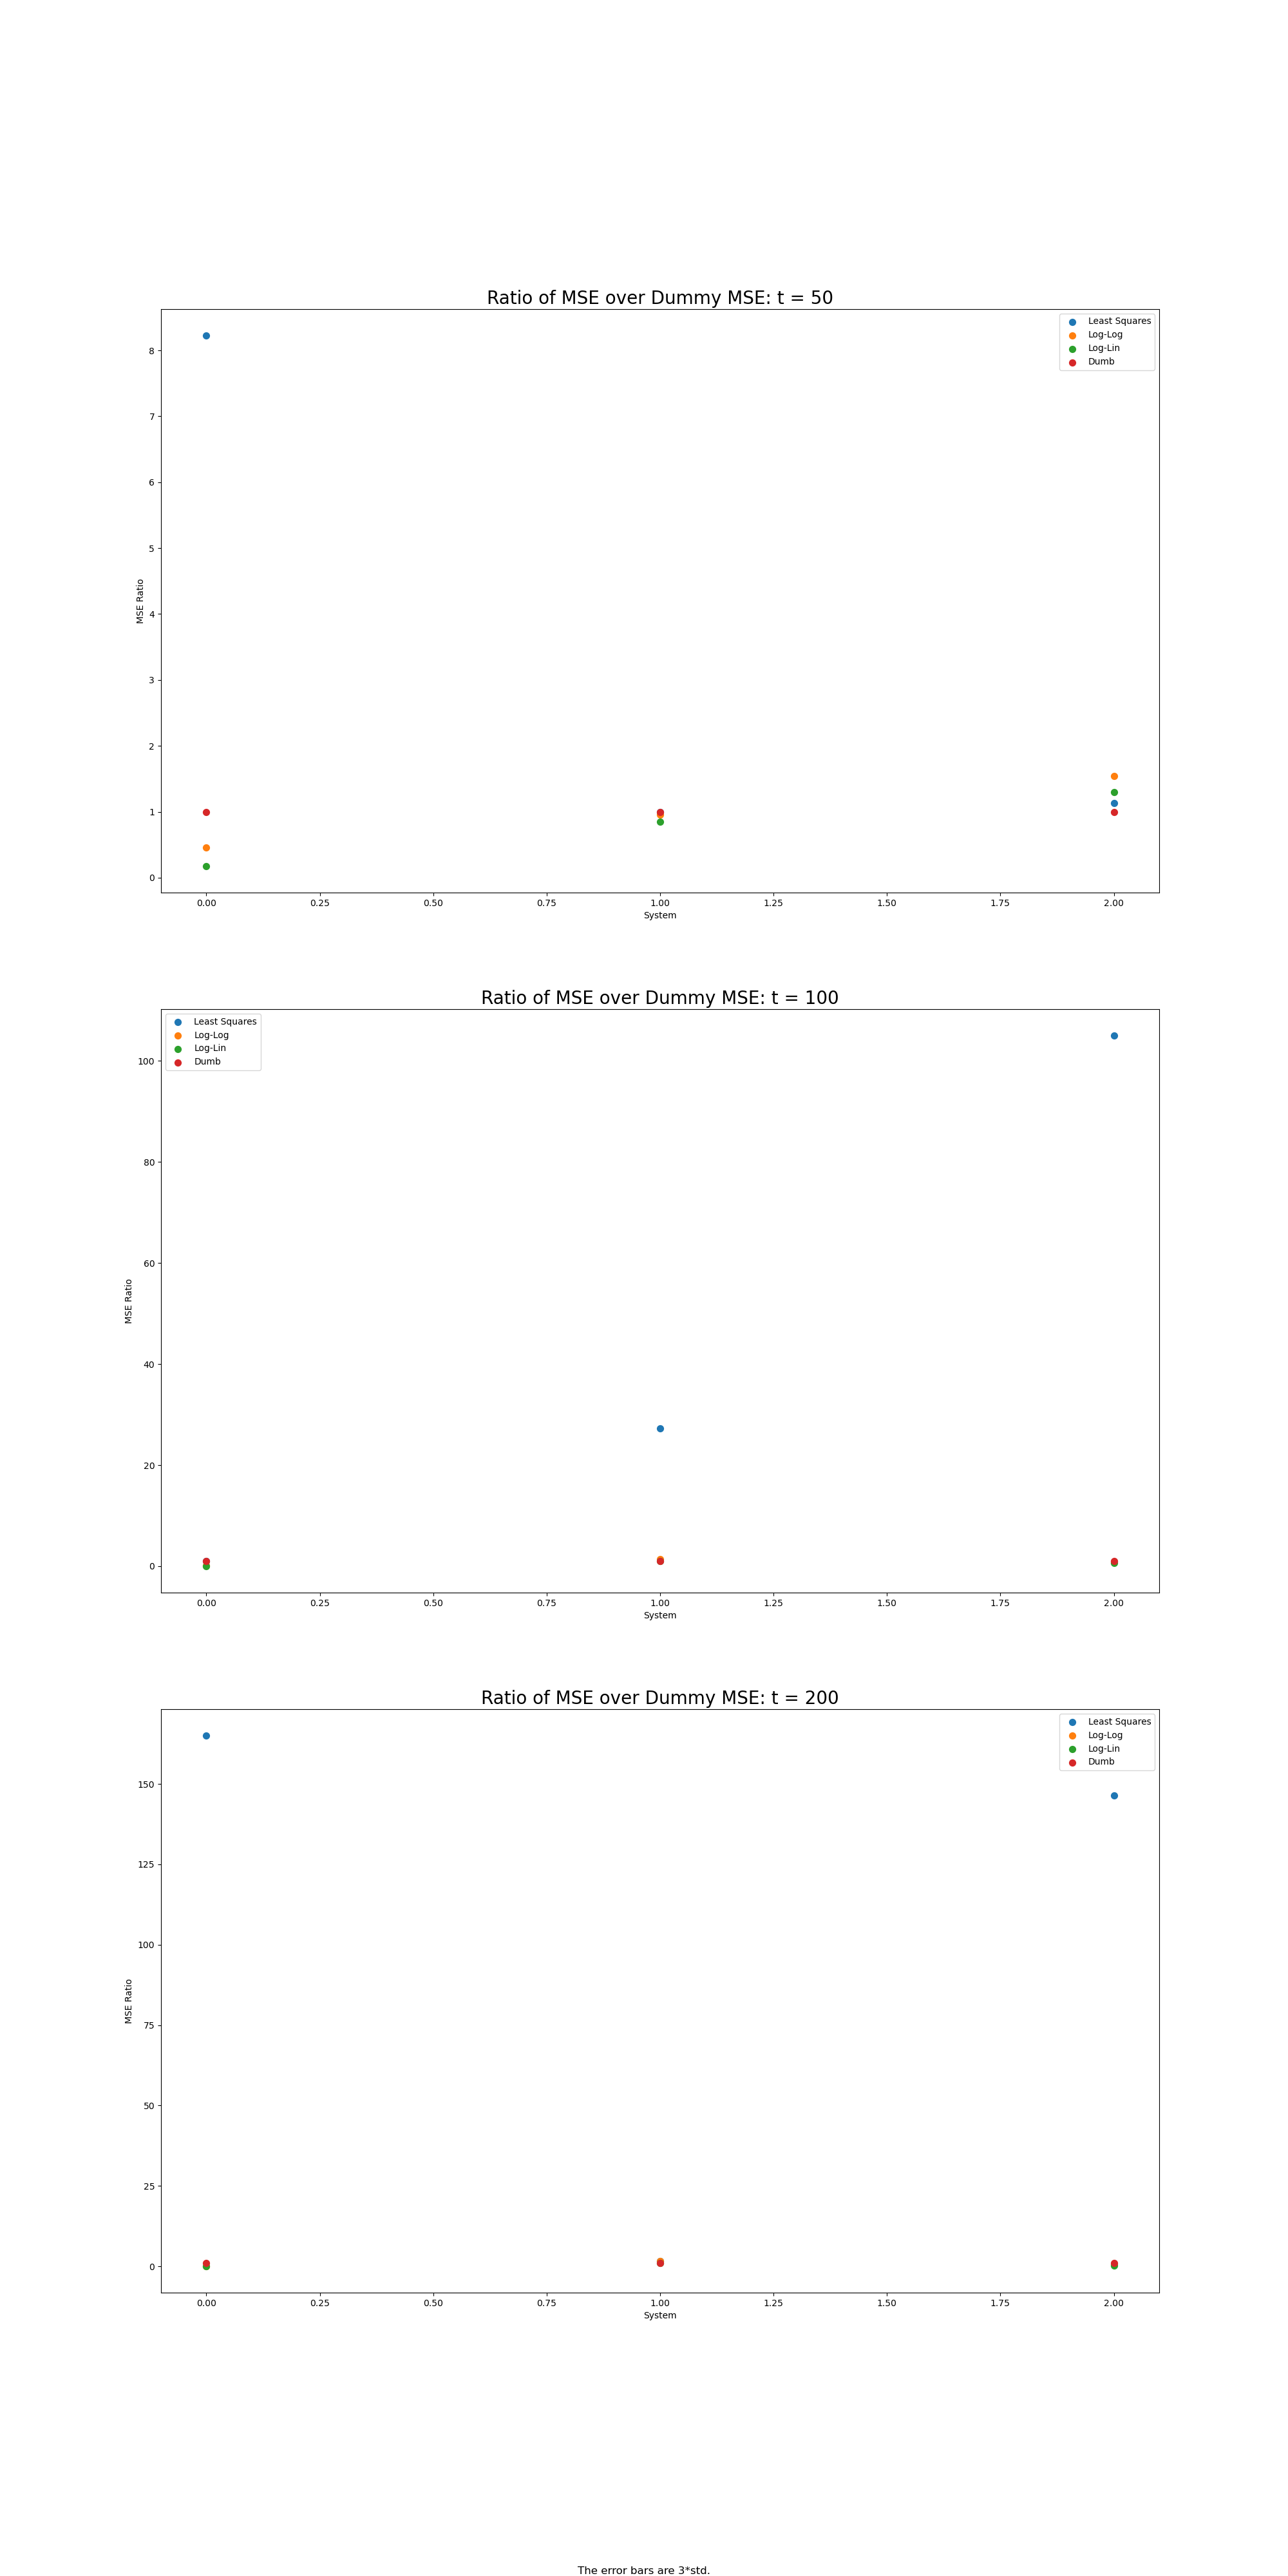 Ratio of MSE over Dummy MSE: t = 50
Least Squares
Log-Log
Log-Lin
Dumb
8
7
6
5
4
3
2
1
0
MSE Ratio
0.00 0.25 0.50 0.75 1.00 1.25 1.50 1.75 2.00
System
Ratio of MSE over Dummy MSE: t = 100
Least Squares
Log-Log
Log-Lin
Dumb
100
80
60
40
20
0
MSE Ratio
0.00 0.25 0.50 0.75 1.00 1.25 1.50 1.75 2.00
System
Ratio of MSE over Dummy MSE: t = 200
Least Squares
Log-Log
Log-Lin
Dumb
150
125
100
75
50
25
0
MSE Ratio
0.00 0.25 0.50 0.75 1.00 1.25 1.50 1.75 2.00
System
The error bars are 3*std.